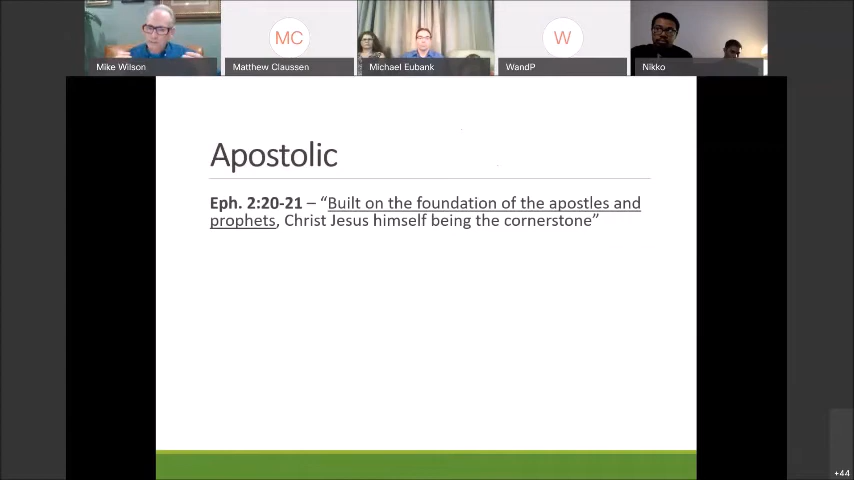 MC
W
Mike Wilson
Matthew Claussen
Michael Eubank
WandP
Nikko
Apostolic
Eph. 2:20-21 – “Built on the foundation of the apostles and
prophets, Christ Jesus himself being the cornerstone”
+44